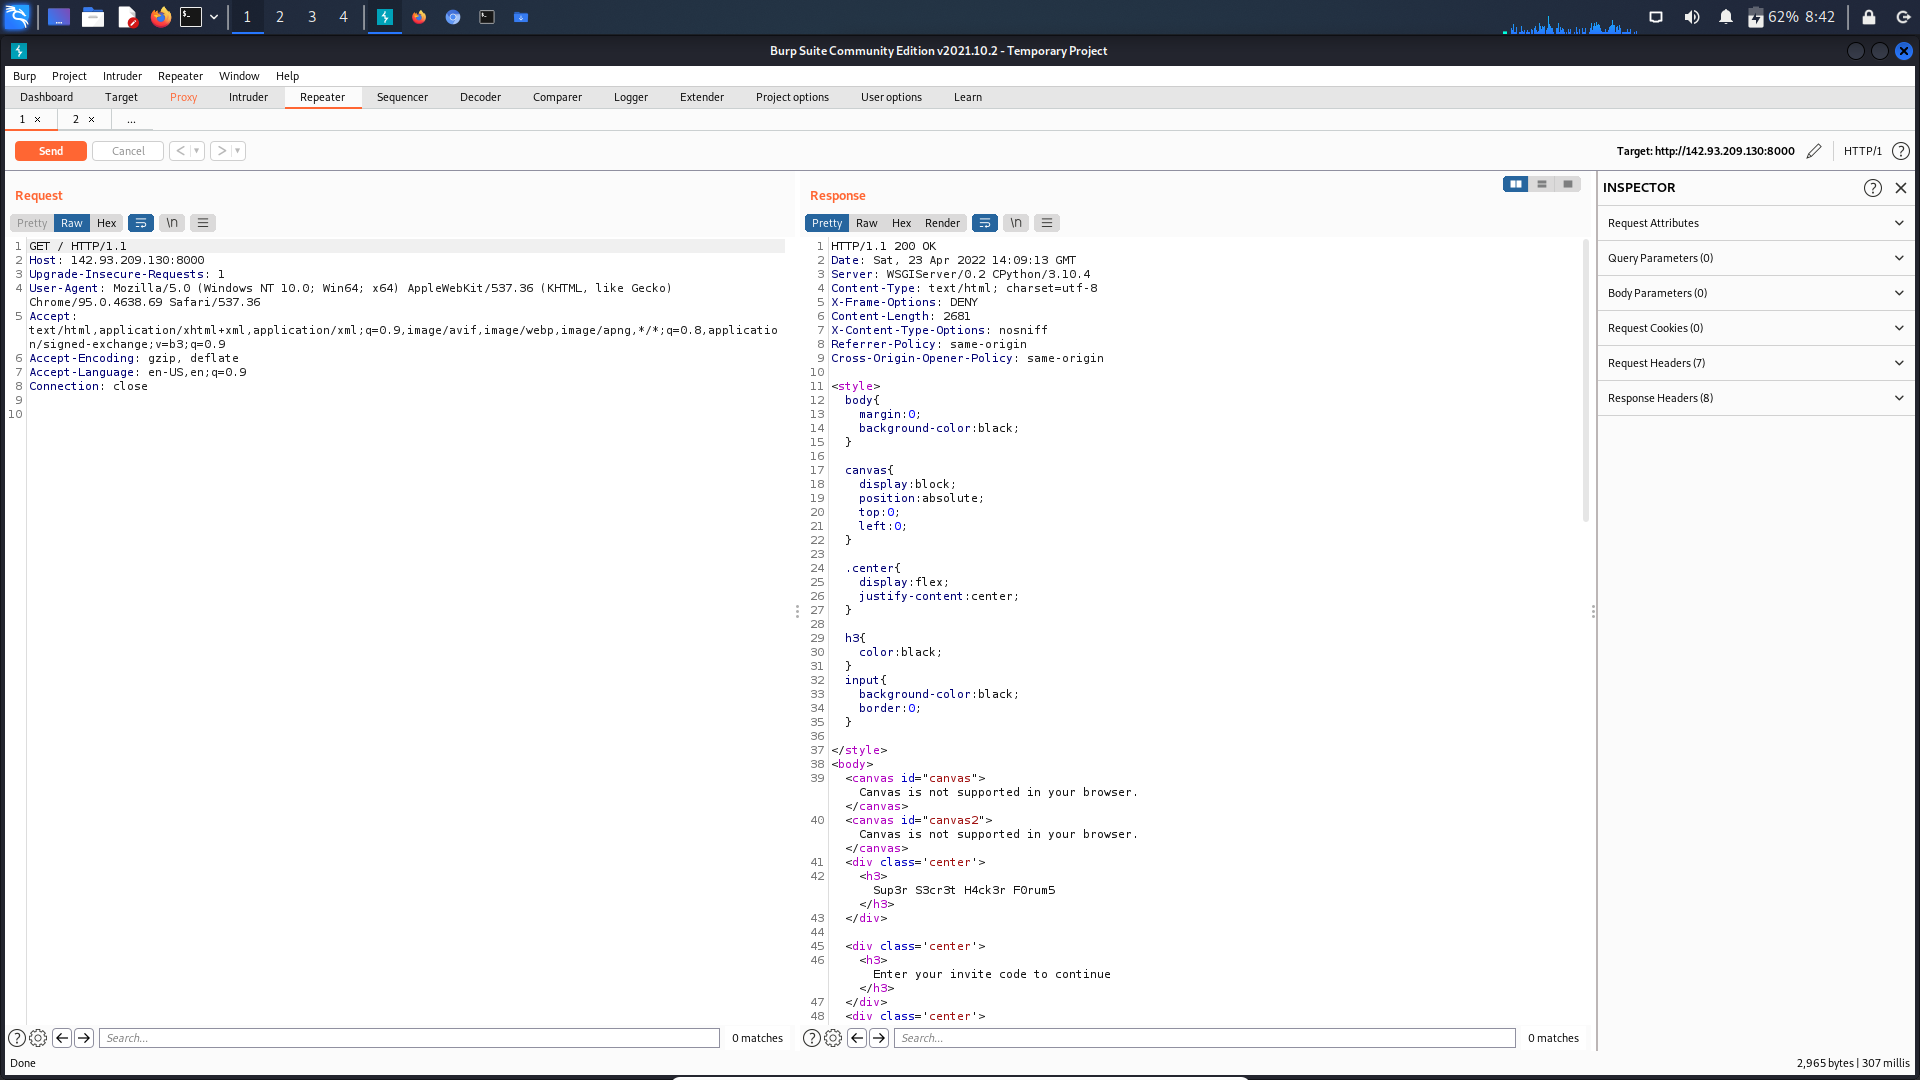 1 2 3 4 62% 8:42
Burp Suite Community Edition v2021.10.2 - Temporary Project
Burp Project Intruder Repeater Window Help
Dashboard Target Proxy Intruder Repeater Sequencer Decoder Comparer Logger Extender Project options User options Learn
1 × 2 × ...
Send Cancel < > Target: http://142.93.209.130:8000 HTTP/1 ?
Request
Pretty Raw Hex \n
1 GET / HTTP/1.1
2 Host: 142.93.209.130:8000
3 Upgrade-Insecure-Requests: 1
4 User-Agent: Mozilla/5.0 (Windows NT 10.0; Win64; x64) AppleWebKit/537.36 (KHTML, like Gecko)
Chrome/95.0.4638.69 Safari/537.36
5 Accept:
text/html,application/xhtml+xml,application/xml;q=0.9,image/avif,image/webp,image/apng,*/*;q=0.8,applicatio
n/signed-exchange;v=b3;q=0.9
6 Accept-Encoding: gzip, deflate
7 Accept-Language: en-US,en;q=0.9
8 Connection: close
9
10
Search... 0 matches
Response
Pretty Raw Hex Render \n
1 HTTP/1.1 200 OK
2 Date: Sat, 23 Apr 2022 14:09:13 GMT
3 Server: WSGIServer/0.2 CPython/3.10.4
4 Content-Type: text/html; charset=utf-8
5 X-Frame-Options: DENY
6 Content-Length: 2681
7 X-Content-Type-Options: nosniff
8 Referrer-Policy: same-origin
9 Cross-Origin-Opener-Policy: same-origin
10
11 <style>
12 body{
13 margin:0;
14 background-color:black;
15 }
16
17 canvas{
18 display:block;
19 position:absolute;
20 top:0;
21 left:0;
22 }
23
24 .center{
25 display:flex;
26 justify-content:center;
27 }
28
29 h3{
30 color:black;
31 }
32 input{
33 background-color:black;
34 border:0;
35 }
36
37 </style>
38 <body>
39 <canvas id="canvas">
Canvas is not supported in your browser.
</canvas>
40 <canvas id="canvas2">
Canvas is not supported in your browser.
</canvas>
41 <div class='center'>
42 <h3>
Sup3r S3cr3t H4ck3r F0rum5
</h3>
43 </div>
44
45 <div class='center'>
46 <h3>
Enter your invite code to continue
</h3>
47 </div>
48 <div class='center'>
Search... 0 matches
INSPECTOR ?
Request Attributes
Query Parameters (0)
Body Parameters (0)
Request Cookies (0)
Request Headers (7)
Response Headers (8)
Done 2,965 bytes | 307 millis